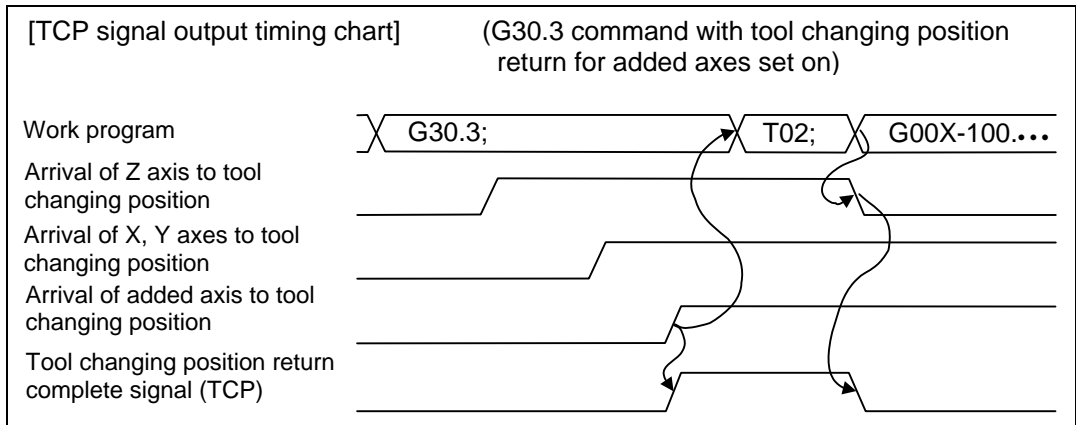 [TCP signal output timing chart]
(G30.3 command with tool changing position
return for added axes set on)
Work program
G30.3;
T02;
G00X-100.•••
Arrival of Z axis to tool
changing position
Arrival of X, Y axes to tool
changing position
Arrival of added axis to tool
changing position
Tool changing position return
complete signal (TCP)